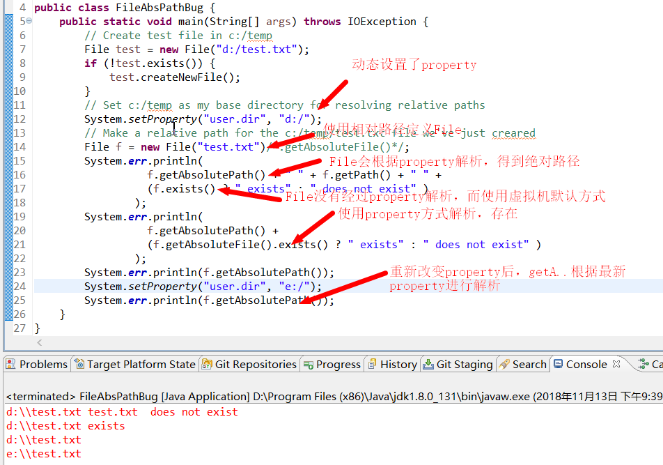 4 public class FileAbsPathBug {
5 public static void main(String[] args) throws IOException {
6 // Create test file in c:/temp
7 File test = new File("d:/test.txt");
8 if (!test.exists()) {
9 test.createNewFile();
10 }
动态设置了property
11 // Set c:/temp as my base directory for resolving relative paths
12 System.setProperty("user.dir", "d:/");
使用相对路径定义File
13 // Make a relative path for the c:/temp/test.txt file we've just creared
14 File f = new File("test.txt")/*.getAbsoluteFile()*/;
15 System.err.println(
File会根据property解析，得到绝对路径
16 f.getAbsolutePath() + " " + f.getPath() + " " +
17 (f.exists() ? " exists" : " does not exist" )
File没有经过property解析，而使用虚拟机默认方式
18 );
19 System.err.println(
使用property方式解析，存在
20 f.getAbsolutePath() +
21 (f.getAbsoluteFile().exists() ? " exists" : " does not exist" )
22 );
23 System.err.println(f.getAbsolutePath());
重新改变property后，getA..根据最新
property进行解析
24 System.setProperty("user.dir", "e:/");
25 System.err.println(f.getAbsolutePath());
26 }
27 }
Problems Target Platform State Git Repositories Progress History Git Staging Search Console Ca
<terminated> FileAbsPathBug [Java Application] D:\Program Files (x86)\Java\jdk1.8.0_131\bin\javaw.exe (2018年11月13日 下午9:39
d:\\test.txt test.txt  does not exist
d:\\test.txt exists
d:\\test.txt
e:\\test.txt